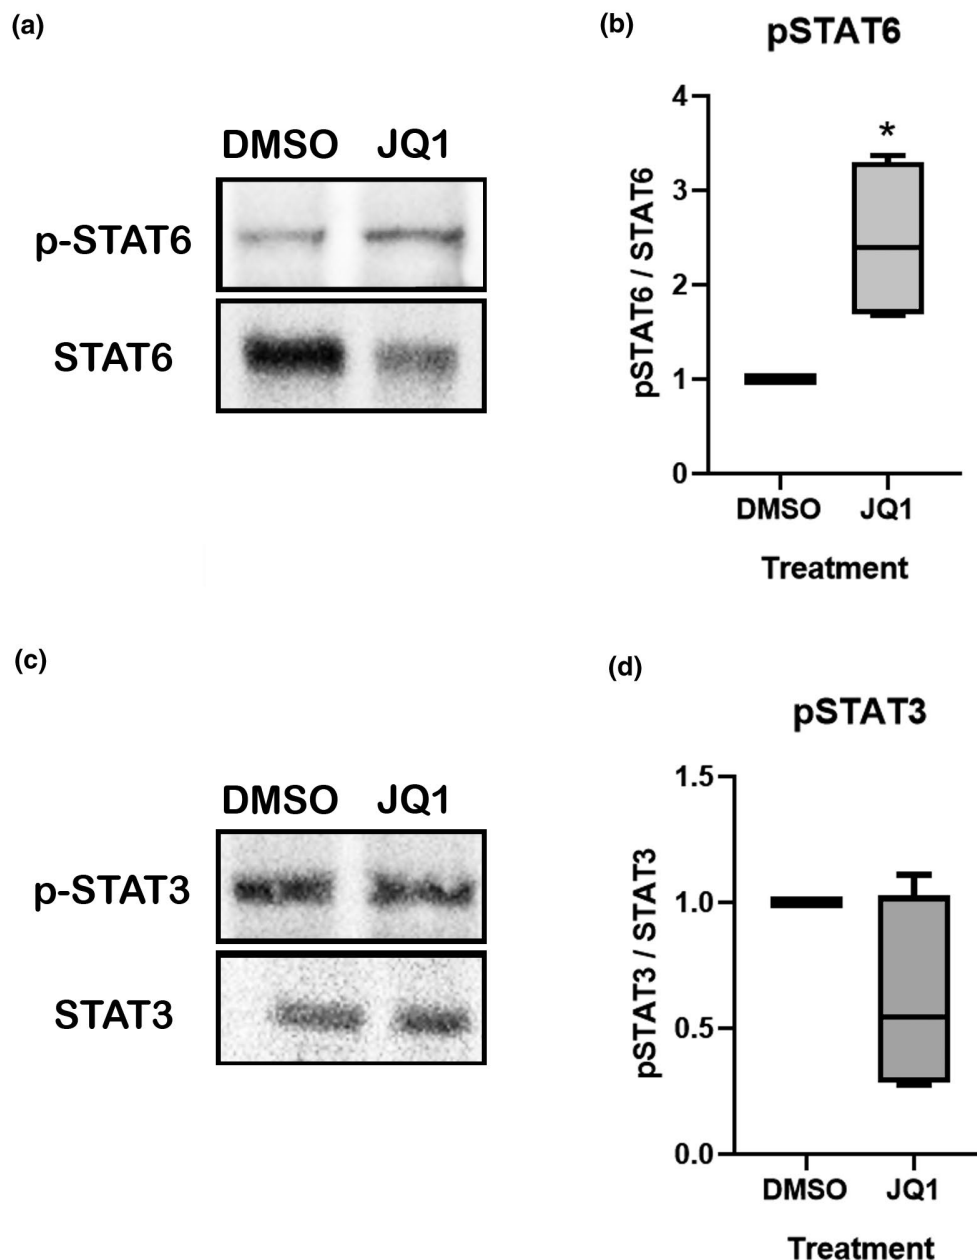 (a)
DMSO JQ1
p-STAT6
STAT6
(b)
pSTAT6
*
pSTAT6 / STAT6
4
3
2
1
0
DMSO JQ1
Treatment
(c)
DMSO JQ1
p-STAT3
STAT3
(d)
pSTAT3
pSTAT3 / STAT3
1.5
1.0
0.5
0.0
DMSO JQ1
Treatment